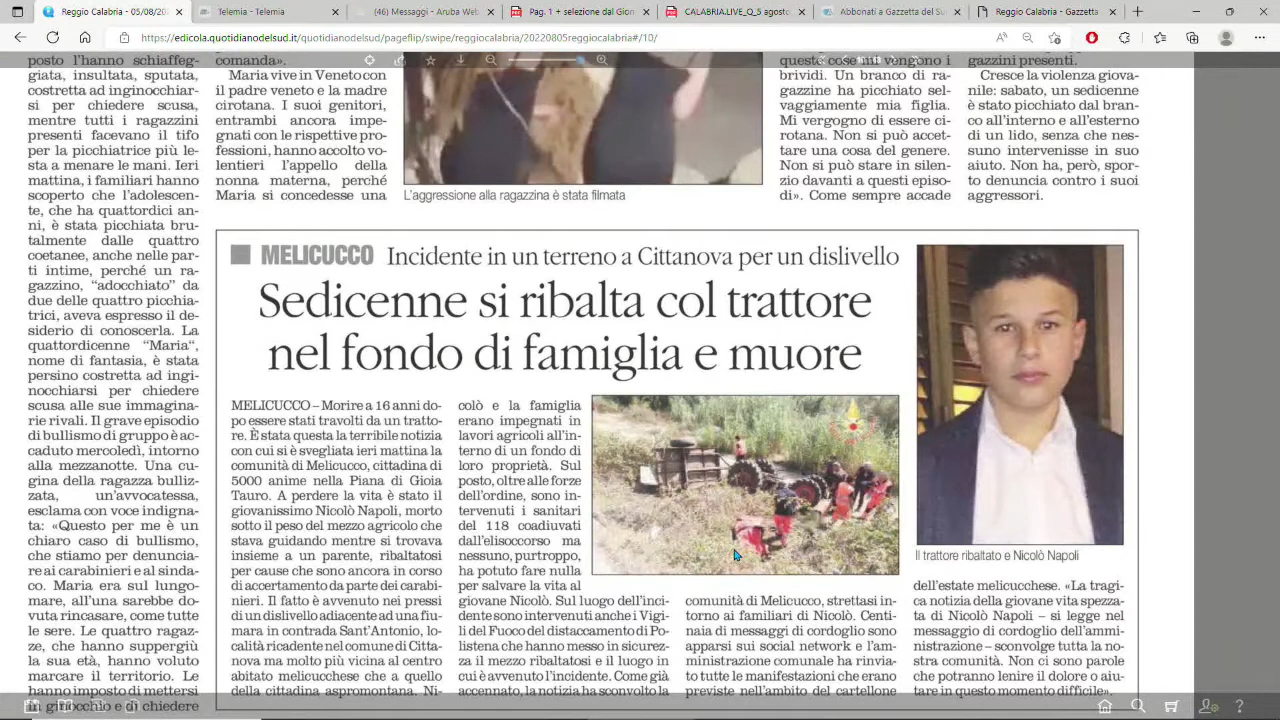 Reggio Calabria - 05/08/20
Telemia - Telemia
(46) Messaggi - Aruba Web
Pag. 1 + selezione dal Gior
CALABRIA.LIVE_5 agosto
Abbonati a Gazzetta del Su
Reggio Calabria - Gazzetta
https://edicola.quotidianodelsud.it/quotidianodelsud/pageflip/swipe/reggiocalabria/20220805reggiocalabria#/10/
posto l'hanno schiaffeg-
giata, insultata, sputata,
costretta ad inginocchiar-
si per chiedere scusa,
mentre tutti i ragazzini
presenti facevano il tifo
per la picchiatrice più le-
sta a menare le mani. Ieri
mattina, i familiari hanno
scoperto che l'adolescen-
te, che ha quattordici an-
ni, è stata picchiata bru-
talmente dalle quattro
coetanee, anche nelle par-
ti intime, perché un ra-
gazzino, "adocchiato" da
due delle quattro picchia-
trici, aveva espresso il de-
siderio di conoscerla. La
quattordicenne "Maria",
nome di fantasia, è stata
persino costretta ad ingi-
nocchiarsi per chiedere
scusa alle sue immagina-
rie rivali. Il grave episodio
di bullismo di gruppo è ac-
caduto mercoledì, intorno
alla mezzanotte. Una cu-
gina della ragazza bulliz-
zata, un'avvocatessa,
esclama con voce indigna-
ta: «Questo per me è un
chiaro caso di bullismo,
che stiamo per denuncia-
re ai carabinieri e al sinda-
co. Maria era sul lungo-
mare, all'una sarebbe do-
vuta rincasare, come tutte
le sere. Le quattro ragaz-
ze, che hanno suppergiù
la sua età, hanno voluto
marcare il territorio. Le
hanno imposto di mettersi
in ginocchio e di chiedere
comanda».
Maria vive in Veneto con
il padre veneto e la madre
cirotana. I suoi genitori,
entrambi ancora impe-
gnati con le rispettive pro-
fessioni, hanno accolto vo-
lentieri l'appello della
nonna materna, perché
Maria si concedesse una
L'aggressione alla ragazzina è stata filmata
queste cose mi vengono i
brividi. Un branco di ra-
gazzine ha picchiato sel-
vaggiamente mia figlia.
Mi vergogno di essere ci-
rotana. Non si può accet-
tare una cosa del genere.
Non si può stare in silen-
zio davanti a questi episo-
di». Come sempre accade
gazzini presenti.
Cresce la violenza giova-
nile: sabato, un sedicenne
è stato picchiato dal bran-
co all'interno e all'esterno
di un lido, senza che nes-
suno intervenisse in suo
aiuto. Non ha, però, spor-
to denuncia contro i suoi
aggressori.
MELICUCCO Incidente in un terreno a Cittanova per un dislivello
Sedicenne si ribalta col trattore
nel fondo di famiglia e muore
MELICUCCO – Morire a 16 anni do-
po essere stati travolti da un tratto-
re. È stata questa la terribile notizia
con cui si è svegliata ieri mattina la
comunità di Melicucco, cittadina di
5000 anime nella Piana di Gioia
Tauro. A perdere la vita è stato il
giovanissimo Nicolò Napoli, morto
sotto il peso del mezzo agricolo che
stava guidando mentre si trovava
insieme a un parente, ribaltatosi
per cause che sono ancora in corso
di accertamento da parte dei carabi-
nieri. Il fatto è avvenuto nei pressi
di un dislivello adiacente ad una fiu-
mara in contrada Sant'Antonio, lo-
calità ricadente nel comune di Citta-
nova ma molto più vicina al centro
abitato melicucchese che a quello
della cittadina aspromontana. Ni-
colò e la famiglia
erano impegnati in
lavori agricoli all'in-
terno di un fondo di
loro proprietà. Sul
posto, oltre alle forze
dell'ordine, sono in-
tervenuti i sanitari
del 118 coadiuvati
dall'elisoccorso ma
nessuno, purtroppo,
ha potuto fare nulla
per salvare la vita al
giovane Nicolò. Sul luogo dell'inci-
dente sono intervenuti anche i Vigi-
li del Fuoco del distaccamento di Po-
listena che hanno messo in sicurez-
za il mezzo ribaltatosi e il luogo in
cui è avvenuto l'incidente. Come già
accennato, la notizia ha sconvolto la
comunità di Melicucco, strettasi in-
torno ai familiari di Nicolò. Centi-
naia di messaggi di cordoglio sono
apparsi sui social network e l'am-
ministrazione comunale ha rinvia-
to tutte le manifestazioni che erano
previste nell'ambito del cartellone
Il trattore ribaltato e Nicolò Napoli
dell'estate melicucchese. «La tragi-
ca notizia della giovane vita spezza-
ta di Nicolò Napoli – si legge nel
messaggio di cordoglio dell'ammi-
nistrazione – sconvolge tutta la no-
stra comunità. Non ci sono parole
che potranno lenire il dolore o aiu-
tare in questo momento difficile».